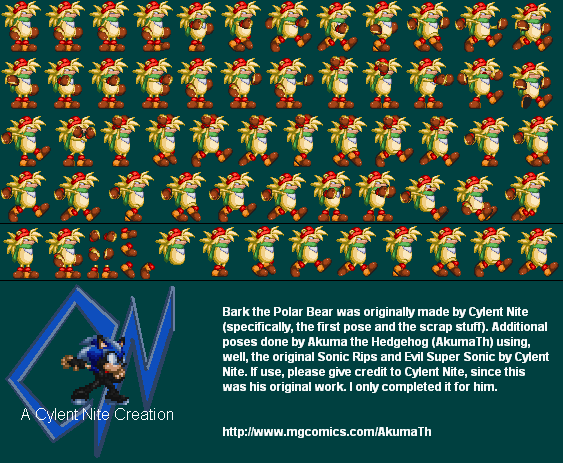 Bark the Polar Bear was originally made by Cylent Nite
(specifically, the first pose and the scrap stuff). Additional
poses done by Akuma the Hedgehog (AkumaTh) using,
well, the original Sonic Rips and Evil Super Sonic by Cylent
Nite. If use, please give credit to Cylent Nite, since this
was his original work. I only completed it for him.
A Cylent Nite Creation
http://www.mgcomics.com/AkumaTh